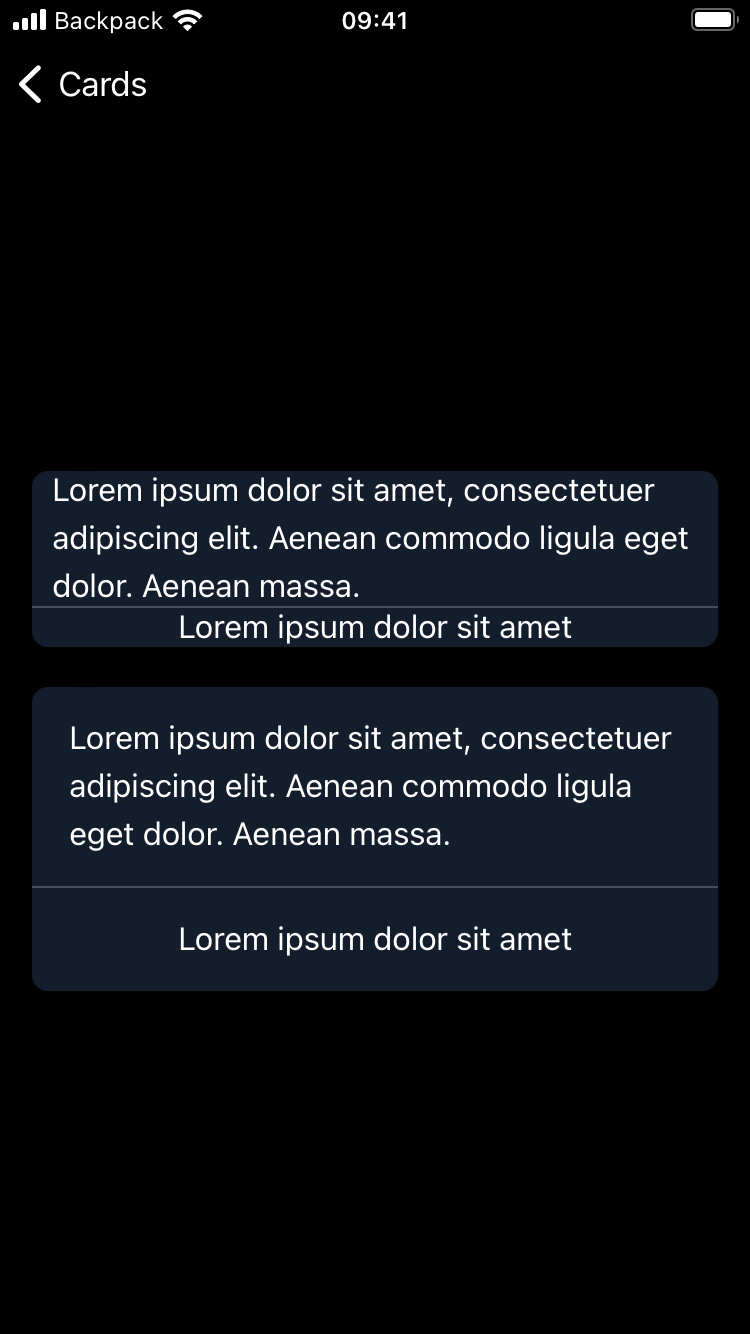 Backpack 09:41
Cards
Lorem ipsum dolor sit amet, consectetuer
adipiscing elit. Aenean commodo ligula eget
dolor. Aenean massa.
Lorem ipsum dolor sit amet
Lorem ipsum dolor sit amet, consectetuer
adipiscing elit. Aenean commodo ligula
eget dolor. Aenean massa.
Lorem ipsum dolor sit amet